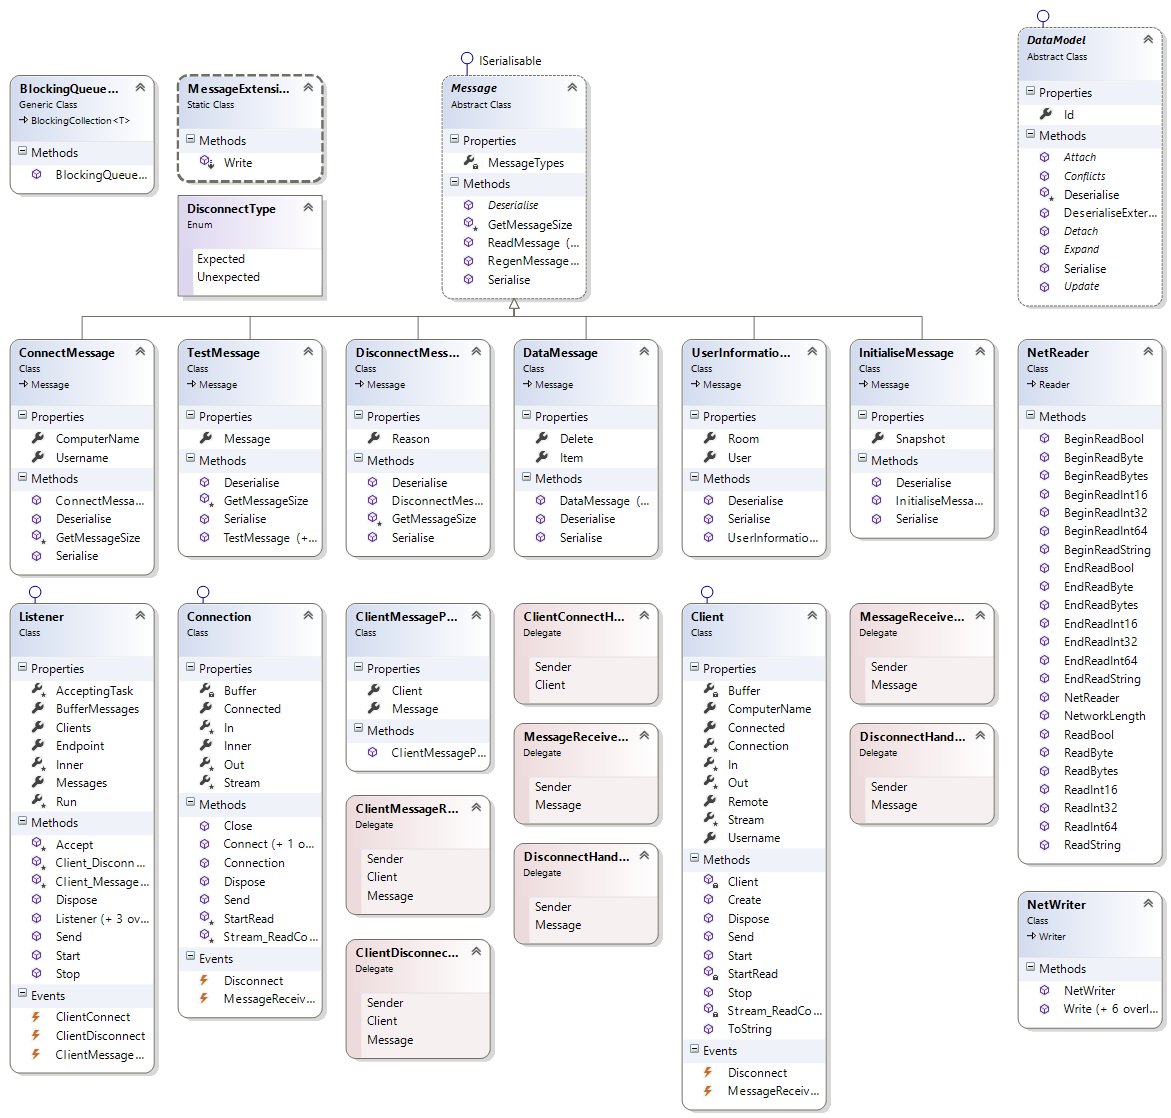 BlockingQueue...
Generic Class
BlockingCollection<T>
Methods
BlockingQueue...
MessageExtensi...
Static Class
Methods
Write
DisconnectType
Enum
Expected
Unexpected
ISerialisable
Message
Abstract Class
Properties
MessageTypes
Methods
Deserialise
GetMessageSize
ReadMessage (...
RegenMessage...
Serialise
DataModel
Abstract Class
Properties
Id
Methods
Attach
Conflicts
Deserialise
DeserialiseExter...
Detach
Expand
Serialise
Update
ConnectMessage
Class
Message
Properties
ComputerName
Username
Methods
ConnectMessa...
Deserialise
GetMessageSize
Serialise
TestMessage
Class
Message
Properties
Message
Methods
Deserialise
GetMessageSize
Serialise
TestMessage (+...
DisconnectMess...
Class
Message
Properties
Reason
Methods
Deserialise
DisconnectMes...
GetMessageSize
Serialise
DataMessage
Class
Message
Properties
Delete
Item
Methods
DataMessage (...
Deserialise
Serialise
UserInformatio...
Class
Message
Properties
Room
User
Methods
Deserialise
Serialise
UserInformatio...
InitialiseMessage
Class
Message
Properties
Snapshot
Methods
Deserialise
InitialiseMessa...
Serialise
NetReader
Class
Reader
Methods
BeginReadBool
BeginReadByte
BeginReadBytes
BeginReadInt16
BeginReadInt32
BeginReadInt64
BeginReadString
EndReadBool
EndReadByte
EndReadBytes
EndReadInt16
EndReadInt32
EndReadInt64
EndReadString
NetReader
NetworkLength
ReadBool
ReadByte
ReadBytes
ReadInt16
ReadInt32
ReadInt64
ReadString
Listener
Class
Properties
AcceptingTask
BufferMessages
Clients
Endpoint
Inner
Messages
Run
Methods
Accept
Client_Disconn...
Client_Message...
Dispose
Listener (+ 3 ov...
Send
Start
Stop
Events
ClientConnect
ClientDisconnect
ClientMessage...
Connection
Class
Properties
Buffer
Connected
In
Inner
Out
Stream
Methods
Close
Connect (+ 1 o...
Connection
Dispose
Send
StartRead
Stream_ReadCo...
Events
Disconnect
MessageReceiv...
ClientMessageP...
Class
Properties
Client
Message
Methods
ClientMessageP...
ClientMessageR...
Delegate
Sender
Client
Message
ClientDisconnec...
Delegate
Sender
Client
Message
ClientConnectH...
Delegate
Sender
Client
MessageReceive...
Delegate
Sender
Message
DisconnectHand...
Delegate
Sender
Message
Client
Class
Properties
Buffer
ComputerName
Connected
Connection
In
Out
Remote
Stream
Username
Methods
Client
Create
Dispose
Send
Start
StartRead
Stop
Stream_ReadCo...
ToString
Events
Disconnect
MessageReceiv...
MessageReceive...
Delegate
Sender
Message
DisconnectHand...
Delegate
Sender
Message
NetWriter
Class
Writer
Methods
NetWriter
Write (+ 6 overl...